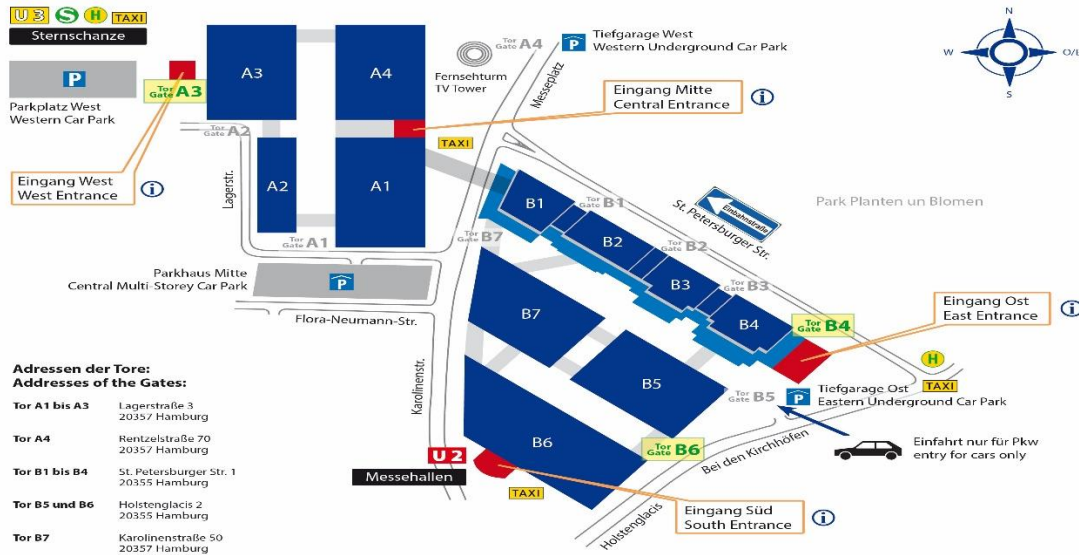 U3 S H TAXI
Sternschanze
P
Parkplatz West
Western Car Park
Tor
Gate A3
A3
A4
Fernsehturm
TV Tower
Tor
Gate A4
P
Tiefgarage West
Western Underground Car Park
Messeplatz
Eingang Mitte
Central Entrance
i
N
W
O/E
S
Tor
Gate A2
TAXI
Eingang West
West Entrance
i
Lagerstr.
A2
A1
Tor
Gate A1
B1
Tor
Gate B1
Einbahnstraße
St. Petersburger Str.
Park Planten un Blomen
Tor
Gate B7
B2
Tor
Gate B2
Parkhaus Mitte
Central Multi-Storey Car Park
P
B3
Tor
Gate B3
Flora-Neumann-Str.
B7
B4
Tor
Gate B4
Eingang Ost
East Entrance
i
H
TAXI
Karolinenstr.
B5
Tor
Gate B5
P
Tiefgarage Ost
Eastern Underground Car Park
B6
Tor
Gate B6
Bei den Kirchhöfen
Einfahrt nur für Pkw
entry for cars only
U2
Messehallen
TAXI
Holstenglacis
Eingang Süd
South Entrance
i
Adressen der Tore:
Addresses of the Gates:
Tor A1 bis A3 Lagerstraße 3
20357 Hamburg
Tor A4 Rentzelstraße 70
20357 Hamburg
Tor B1 bis B4 St. Petersburger Str. 1
20355 Hamburg
Tor B5 und B6 Holstenglacis 2
20355 Hamburg
Tor B7 Karolinenstraße 50
20357 Hamburg